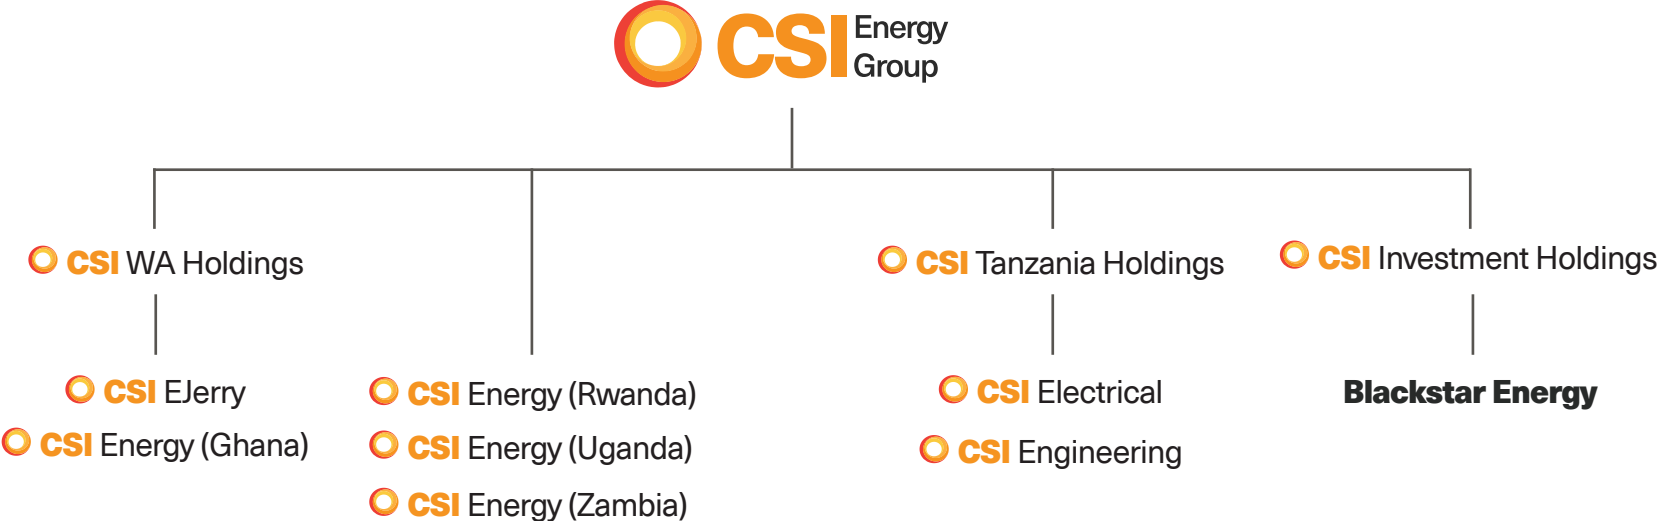 CSI Energy
Group
CSI WA Holdings
CSI Tanzania Holdings
CSI Investment Holdings
CSI EJerry
CSI Energy (Ghana)
CSI Energy (Rwanda)
CSI Energy (Uganda)
CSI Energy (Zambia)
CSI Electrical
CSI Engineering
Blackstar Energy